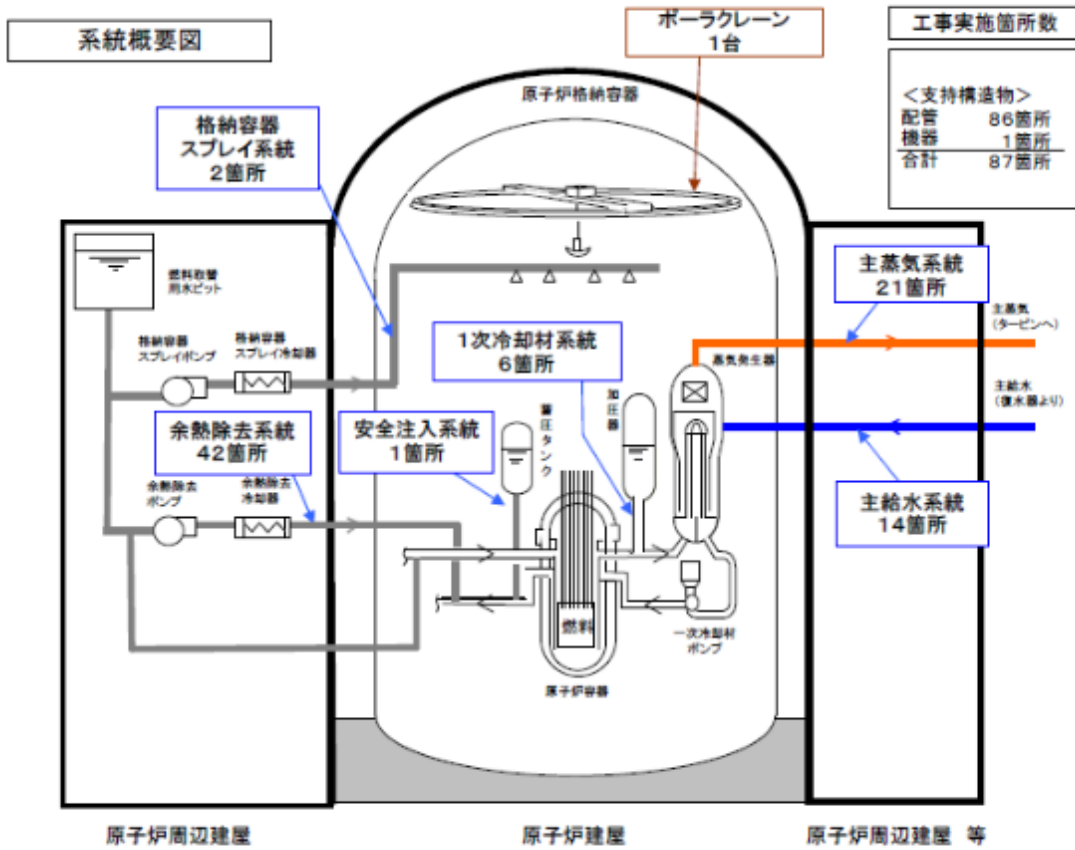 系統概要図
ポーラクレーン
1台
工事実施箇所数
<支持構造物>
配管 86箇所
機器 1箇所
合計 87箇所
原子炉格納容器
格納容器
スプレイ系統
2箇所
燃料取替
用水ピット
主蒸気系統
21箇所
主蒸気
(タービンへ)
格納容器
スプレイポンプ
格納容器
スプレイ冷却器
1次冷却材系統
6箇所
蒸気発生器
加圧器
主給水
(復水器より)
余熱除去系統
42箇所
安全注入系統
1箇所
蓄圧タンク
余熱除去
ポンプ
余熱除去
冷却器
主給水系統
14箇所
燃料
一次冷却材
ポンプ
原子炉容器
原子炉周辺建屋
原子炉建屋
原子炉周辺建屋 等